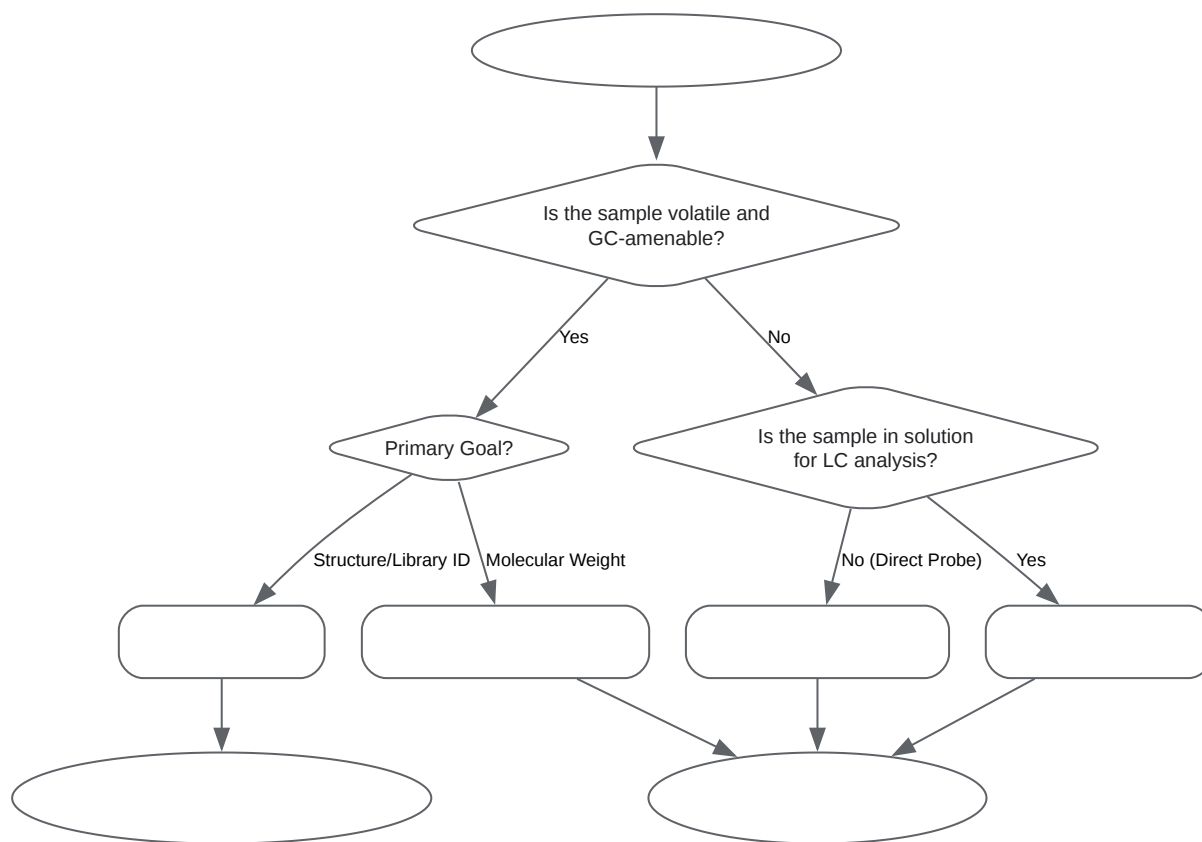 Is the sample volatile and
GC-amenable?
Yes
No
Primary Goal?
Is the sample in solution
for LC analysis?
Structure/Library ID
Molecular Weight
No (Direct Probe)
Yes